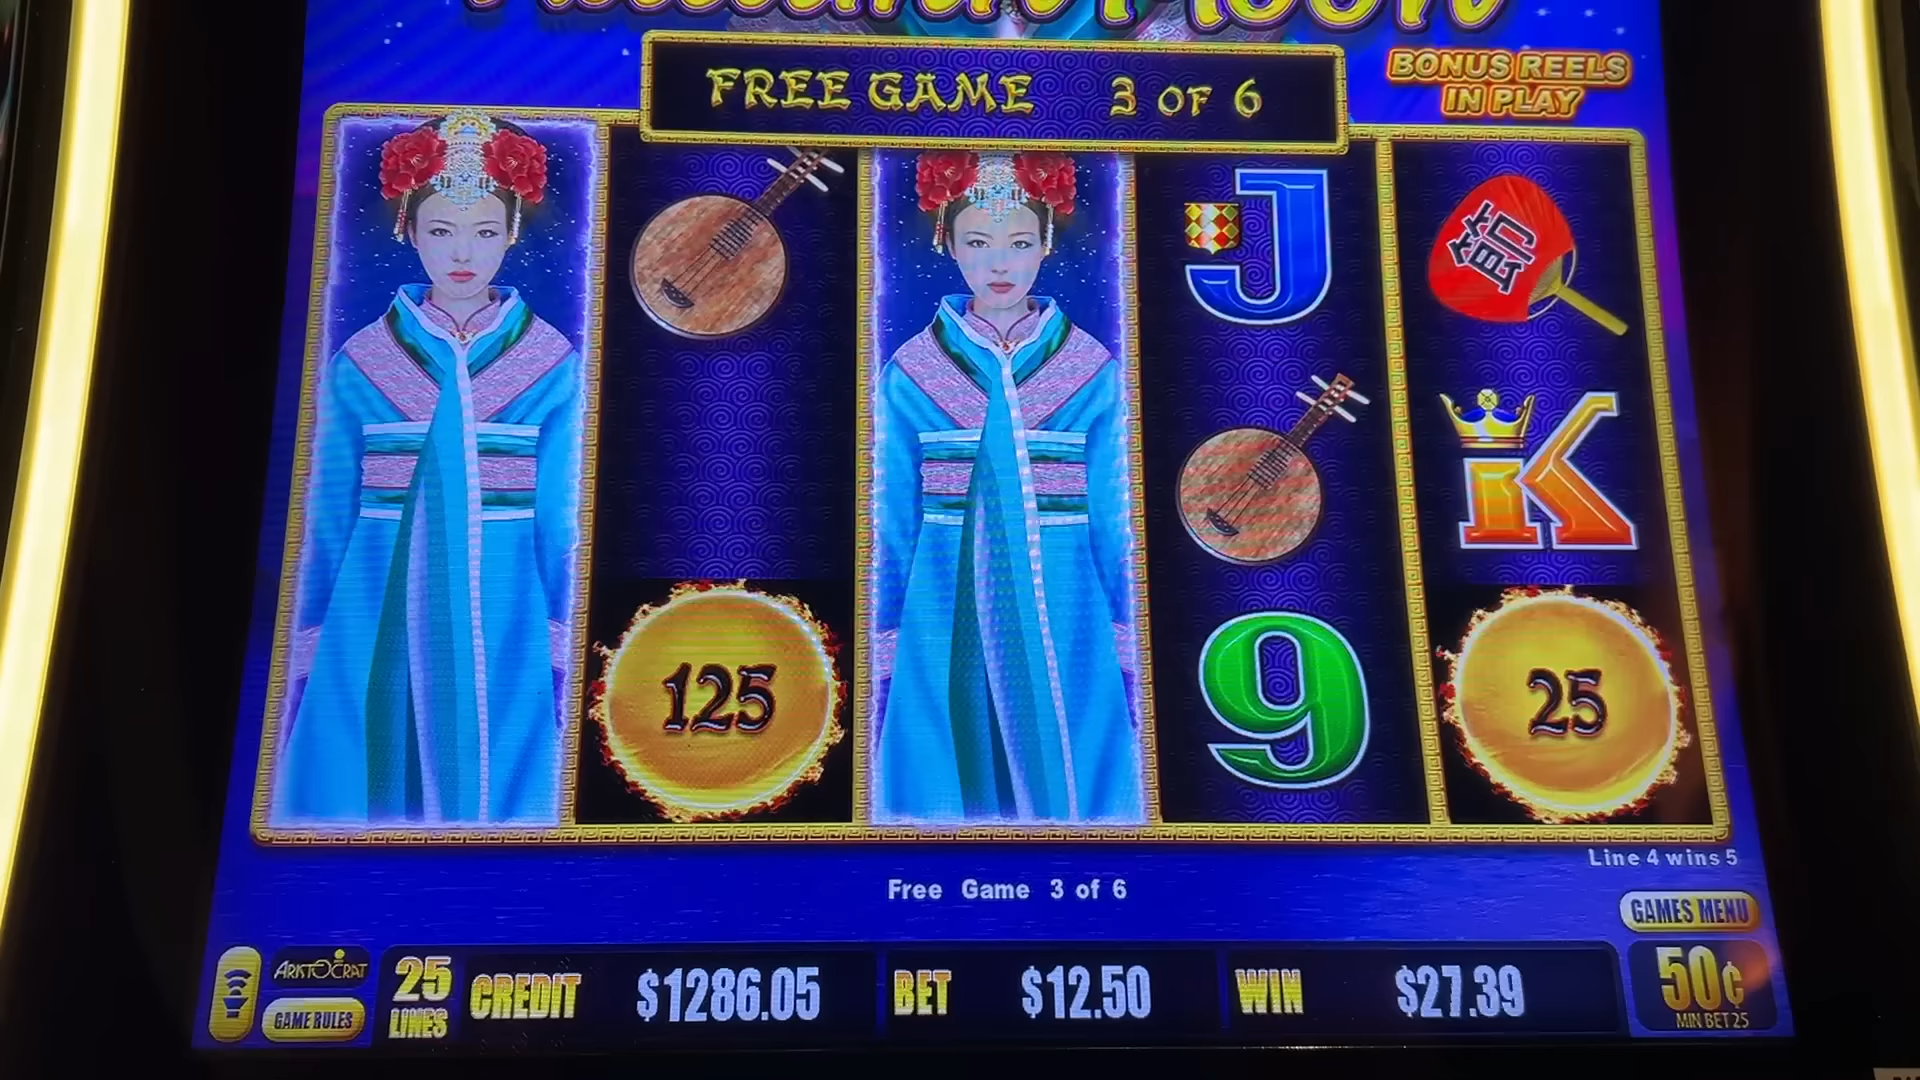 FREE GAME 3 OF 6
BONUS REELS
IN PLAY
J
K
125
9
25
Line 4 wins 5
Free Game 3 of 6
GAMES MENU
ARISTOCRAT
GAME RULES
25
LINES
CREDIT $1286.05
BET $12.50
WIN $27.39
50¢
MIN BET 25